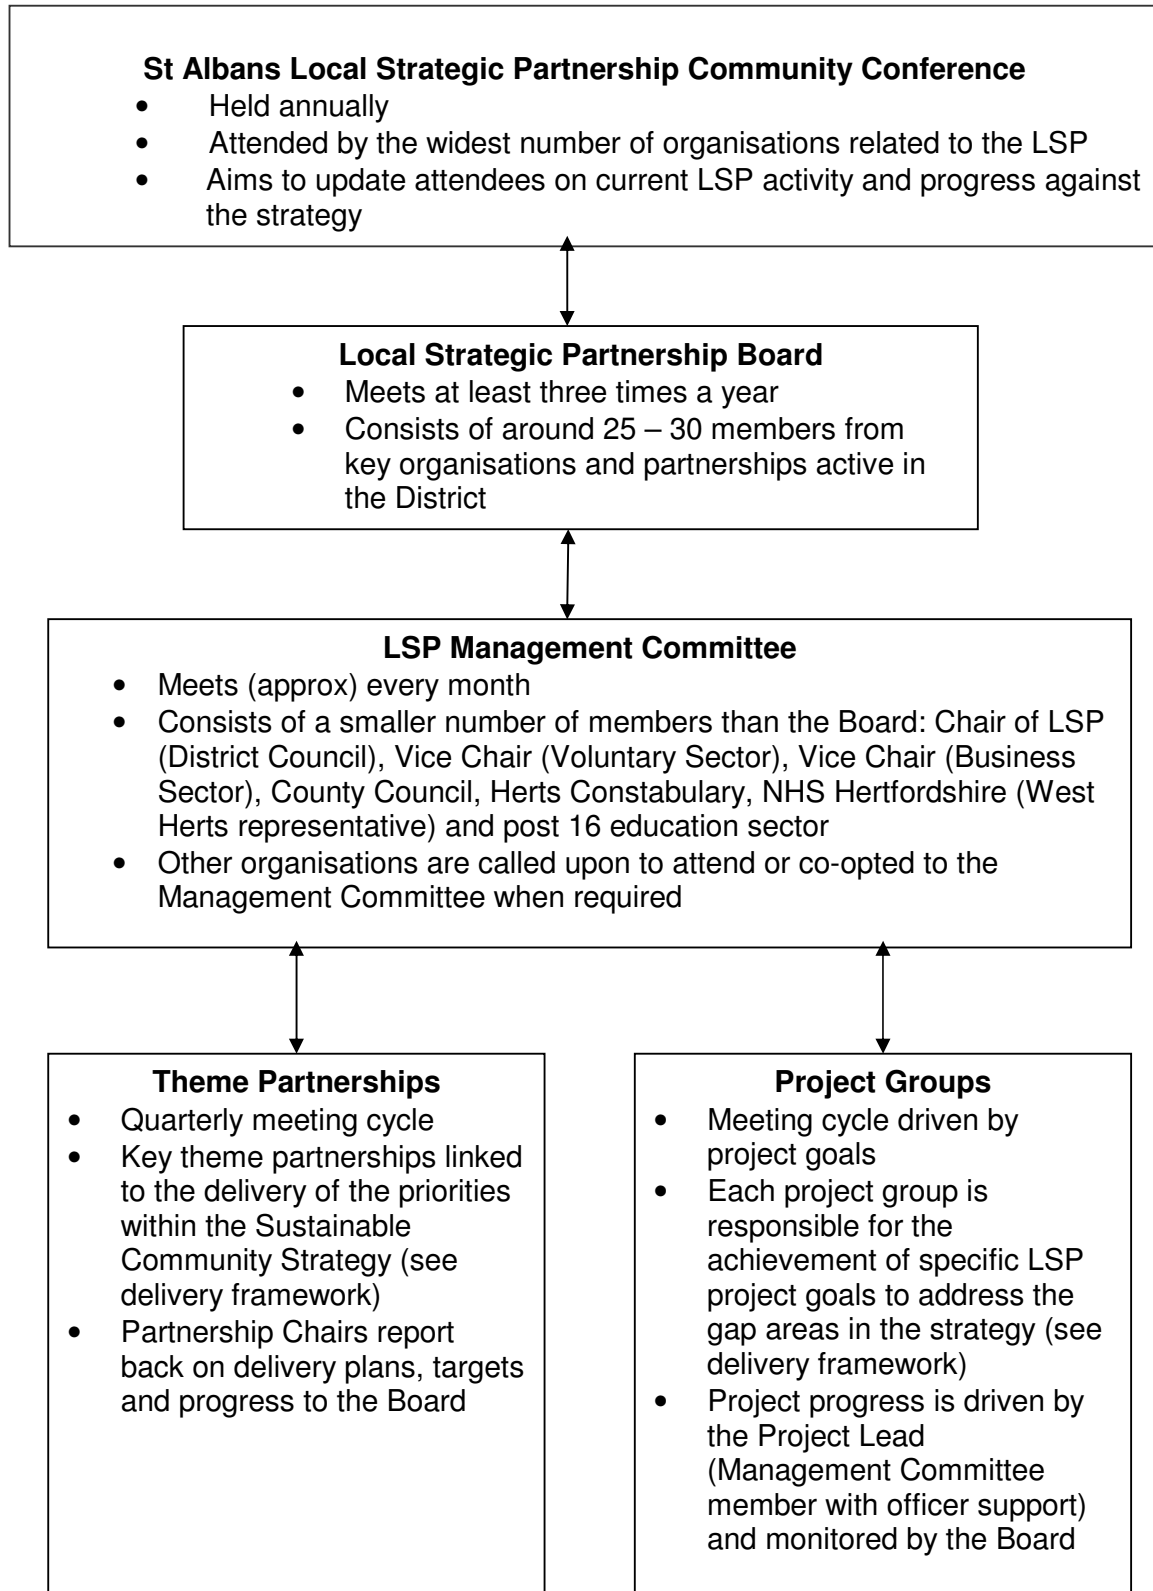 St Albans Local Strategic Partnership Community Conference
• Held annually
• Attended by the widest number of organisations related to the LSP
• Aims to update attendees on current LSP activity and progress against
the strategy
Local Strategic Partnership Board
• Meets at least three times a year
• Consists of around 25 – 30 members from
key organisations and partnerships active in
the District
LSP Management Committee
• Meets (approx) every month
• Consists of a smaller number of members than the Board: Chair of LSP
(District Council), Vice Chair (Voluntary Sector), Vice Chair (Business
Sector), County Council, Herts Constabulary, NHS Hertfordshire (West
Herts representative) and post 16 education sector
• Other organisations are called upon to attend or co-opted to the
Management Committee when required
Theme Partnerships
• Quarterly meeting cycle
• Key theme partnerships linked
to the delivery of the priorities
within the Sustainable
Community Strategy (see
delivery framework)
• Partnership Chairs report
back on delivery plans, targets
and progress to the Board
Project Groups
• Meeting cycle driven by
project goals
• Each project group is
responsible for the
achievement of specific LSP
project goals to address the
gap areas in the strategy (see
delivery framework)
• Project progress is driven by
the Project Lead
(Management Committee
member with officer support)
and monitored by the Board